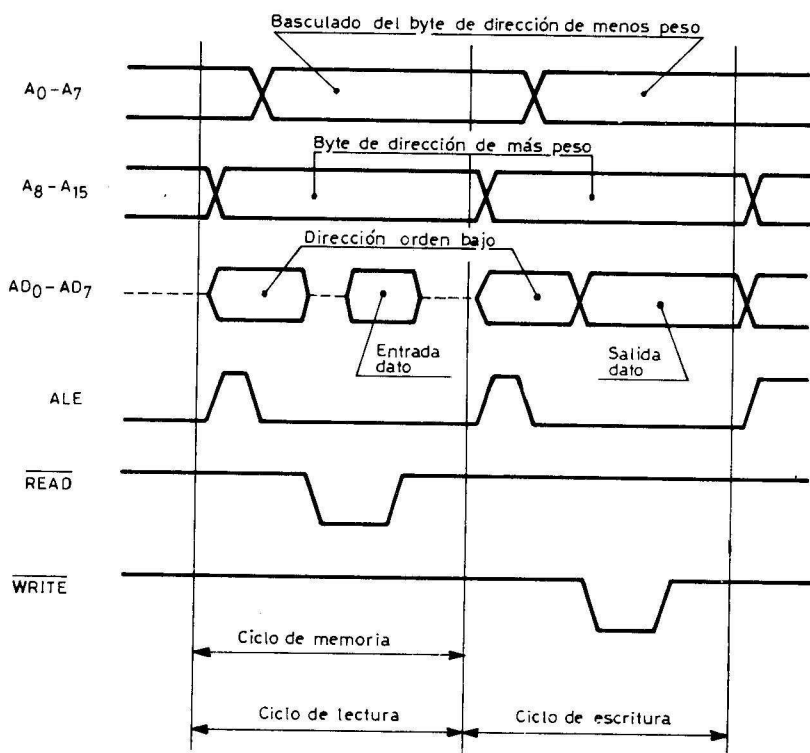 Basculado del byte de dirección de menos peso
A0-A7
Byte de dirección de más peso
A8-A15
Dirección orden bajo
AD0-AD7
Entrada
dato
Salida
dato
ALE
READ
WRITE
Ciclo de memoria
Ciclo de lectura
Ciclo de escritura